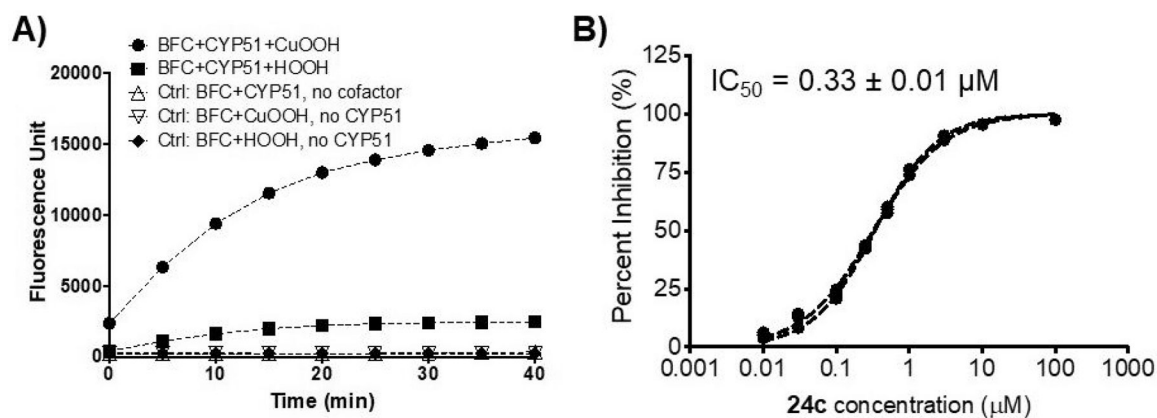 A)
BFC+CYP51+CuOOH
BFC+CYP51+HOOH
Ctrl: BFC+CYP51, no cofactor
Ctrl: BFC+CuOOH, no CYP51
Ctrl: BFC+HOOH, no CYP51
20000
15000
10000
5000
0
Fluorescence Unit
0 10 20 30 40
Time (min)
B)
IC50 = 0.33 ± 0.01 µM
125
100
75
50
25
0
Percent Inhibition (%)
0.001 0.01 0.1 1 10 100 1000
24c concentration (µM)